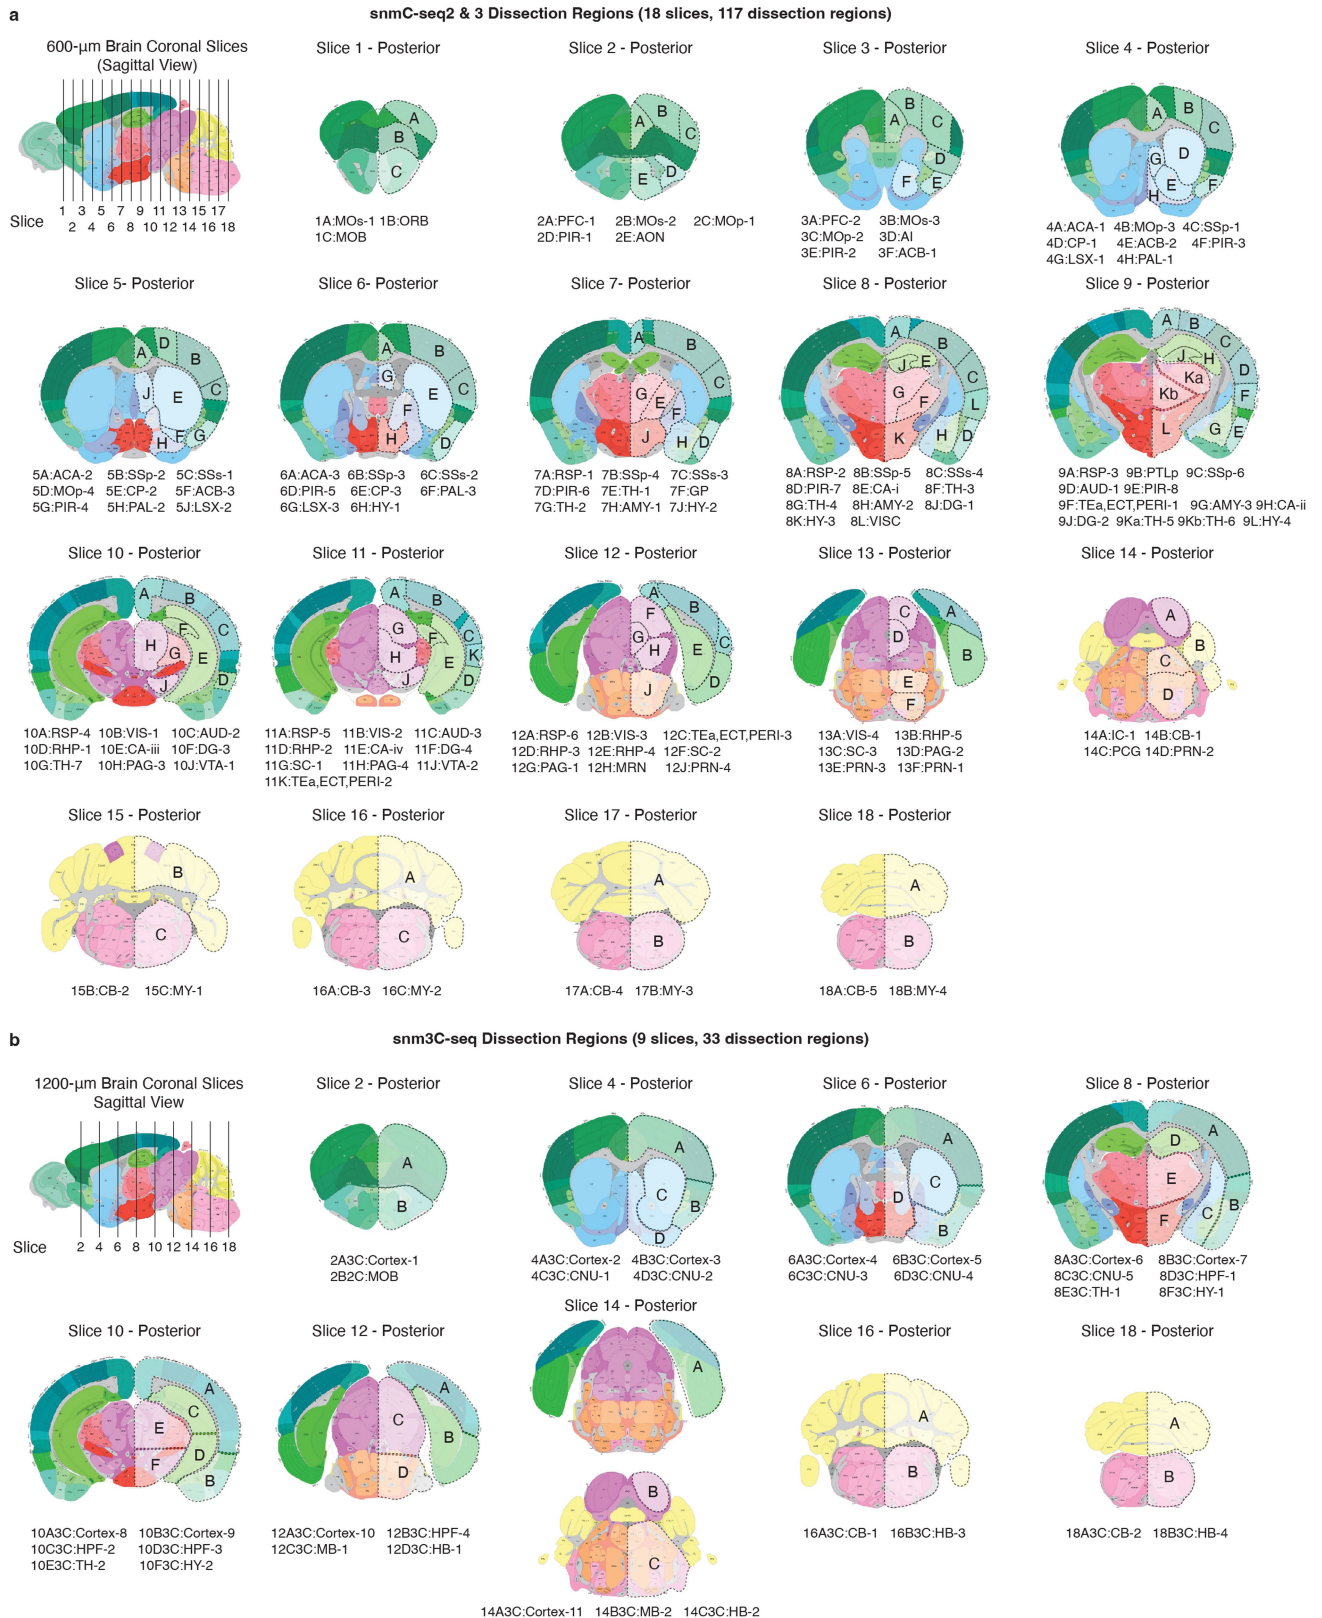 a
snmC-seq2 & 3 Dissection Regions (18 slices, 117 dissection regions)
600-μm Brain Coronal Slices
(Sagittal View)
Slice
1 3 5 7 9 11 13 15 17
2 4 6 8 10 12 14 16 18
Slice 1 - Posterior
A
B
C
1A:MOs-1 1B:ORB
1C:MOB
Slice 2 - Posterior
A B C
E D
2A:PFC-1 2B:MOs-2 2C:MOp-1
2D:PIR-1 2E:AON
Slice 3 - Posterior
A B C
D
F E
3A:PFC-2 3B:MOs-3
3C:MOp-2 3D:AI
3E:PIR-2 3F:ACB-1
Slice 4 - Posterior
A B C
G D
E F
H
4A:ACA-1 4B:MOp-3 4C:SSp-1
4D:CP-1 4E:ACB-2 4F:PIR-3
4G:LSX-1 4H:PAL-1
Slice 5- Posterior
A D B
J E C
H F G
5A:ACA-2 5B:SSp-2 5C:SSs-1
5D:MOp-4 5E:CP-2 5F:ACB-3
5G:PIR-4 5H:PAL-2 5J:LSX-2
Slice 6- Posterior
A B
G E C
F
H D
6A:ACA-3 6B:SSp-3 6C:SSs-2
6D:PIR-5 6E:CP-3 6F:PAL-3
6G:LSX-3 6H:HY-1
Slice 7- Posterior
A B
G E C
F
J H D
7A:RSP-1 7B:SSp-4 7C:SSs-3
7D:PIR-6 7E:TH-1 7F:GP
7G:TH-2 7H:AMY-1 7J:HY-2
Slice 8 - Posterior
A B
J E
G F C
L
K H D
8A:RSP-2 8B:SSp-5 8C:SSs-4
8D:PIR-7 8E:CA-i 8F:TH-3
8G:TH-4 8H:AMY-2 8J:DG-1
8K:HY-3 8L:VISC
Slice 9 - Posterior
A B C
J H D
Ka
Kb F
L G E
9A:RSP-3 9B:PTLp 9C:SSp-6
9D:AUD-1 9E:PIR-8
9F:TEa,ECT,PERI-1 9G:AMY-3 9H:CA-ii
9J:DG-2 9Ka:TH-5 9Kb:TH-6 9L:HY-4
Slice 10 - Posterior
A B
F C
H G E
J D
10A:RSP-4 10B:VIS-1 10C:AUD-2
10D:RHP-1 10E:CA-iii 10F:DG-3
10G:TH-7 10H:PAG-3 10J:VTA-1
Slice 11 - Posterior
A B
G F C
H E K
J D
11A:RSP-5 11B:VIS-2 11C:AUD-3
11D:RHP-2 11E:CA-iv 11F:DG-4
11G:SC-1 11H:PAG-4 11J:VTA-2
11K:TEa,ECT,PERI-2
Slice 12 - Posterior
A B
F
G H E C
J D
12A:RSP-6 12B:VIS-3 12C:TEa,ECT,PERI-3
12D:RHP-3 12E:RHP-4 12F:SC-2
12G:PAG-1 12H:MRN 12J:PRN-4
Slice 13 - Posterior
C A
D
B
E
F
13A:VIS-4 13B:RHP-5
13C:SC-3 13D:PAG-2
13E:PRN-3 13F:PRN-1
Slice 14 - Posterior
A
B
C
D
14A:IC-1 14B:CB-1
14C:PCG 14D:PRN-2
Slice 15 - Posterior
B
C
15B:CB-2 15C:MY-1
Slice 16 - Posterior
A
C
16A:CB-3 16C:MY-2
Slice 17 - Posterior
A
B
17A:CB-4 17B:MY-3
Slice 18 - Posterior
A
B
18A:CB-5 18B:MY-4
b
snm3C-seq Dissection Regions (9 slices, 33 dissection regions)
1200-μm Brain Coronal Slices
Sagittal View
Slice 2 4 6 8 10 12 14 16 18
Slice 2 - Posterior
A
B
2A3C:Cortex-1
2B2C:MOB
Slice 4 - Posterior
A
C
B
D
4A3C:Cortex-2 4B3C:Cortex-3
4C3C:CNU-1 4D3C:CNU-2
Slice 6 - Posterior
A
C
D
B
6A3C:Cortex-4 6B3C:Cortex-5
6C3C:CNU-3 6D3C:CNU-4
Slice 8 - Posterior
A
D
E
B
F C
8A3C:Cortex-6 8B3C:Cortex-7
8C3C:CNU-5 8D3C:HPF-1
8E3C:TH-1 8F3C:HY-1
Slice 10 - Posterior
A
C
E
D
F
B
10A3C:Cortex-8 10B3C:Cortex-9
10C3C:HPF-2 10D3C:HPF-3
10E3C:TH-2 10F3C:HY-2
Slice 12 - Posterior
A
C
B
D
12A3C:Cortex-10 12B3C:HPF-4
12C3C:MB-1 12D3C:HB-1
Slice 14 - Posterior
A
B
C
14A3C:Cortex-11 14B3C:MB-2 14C3C:HB-2
Slice 16 - Posterior
A
B
16A3C:CB-1 16B3C:HB-3
Slice 18 - Posterior
A
B
18A3C:CB-2 18B3C:HB-4